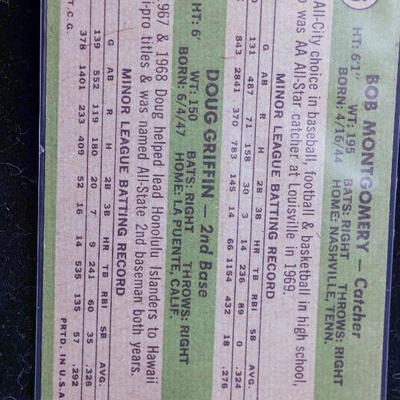 BOB MONTGOMERY — Catcher
HT: 6'1" WT: 195 BATS: RIGHT THROWS: RIGHT
BORN: 4/16/44 HOME: NASHVILLE, TENN.
All-City choice in baseball, football & basketball in high school,
was AA All-Star catcher at Louisville in 1969.
MINOR LEAGUE BATTING RECORD
G AB R H 2B 3B HR TB RBI SB AVG.
131 487 71 158 30 3 14 236 89 0 .324
843 2841 370 783 145 14 66 1154 432 18 .276
DOUG GRIFFIN — 2nd Base
HT: 6' WT: 150 BATS: RIGHT THROWS: RIGHT
BORN: 6/4/47 HOME: LA PUENTE, CALIF.
1967 & 1968 Doug helped lead Honolulu Islanders to Hawaii
-pro titles & was named All-State 2nd baseman both years.
MINOR LEAGUE BATTING RECORD
G AB R H 2B 3B HR TB RBI SB AVG.
139 552 119 180 20 7 9 241 60 35 .326
378 1401 233 409 52 16 14 535 135 57 .292
T.C.G. PRTD. IN U.S.A.